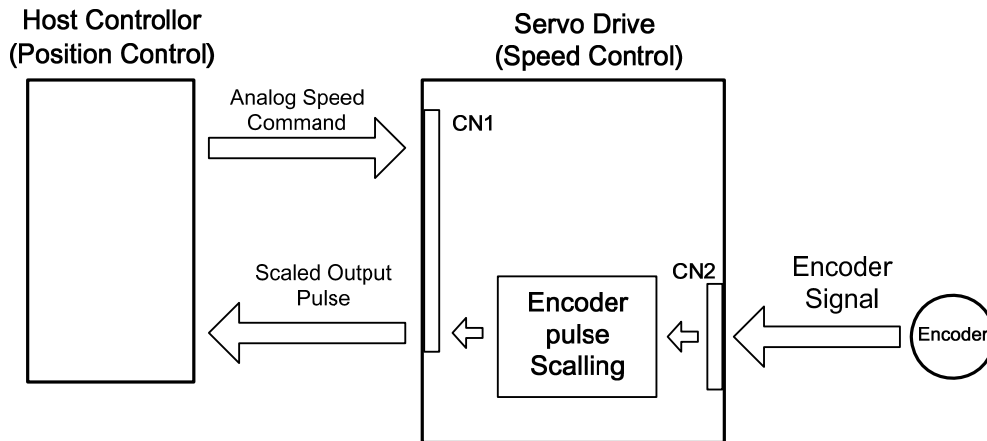 Host Controllor
(Position Control)
Servo Drive
(Speed Control)
Analog Speed
Command
CN1
Scaled Output
Pulse
CN2
Encoder
pulse
Scalling
Encoder
Signal
Encoder